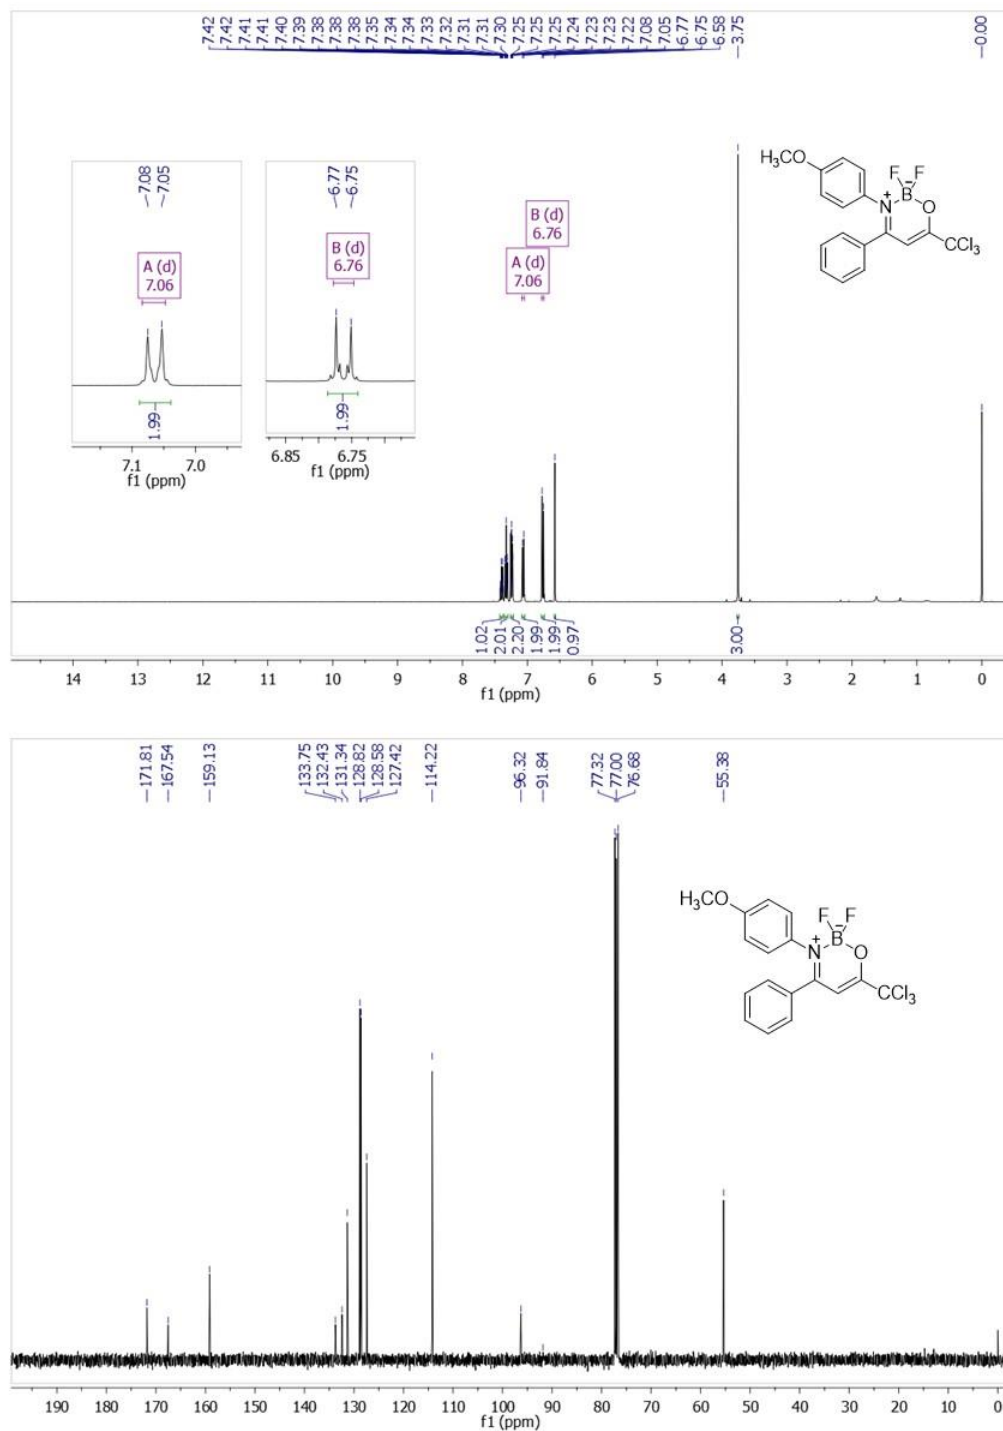 7.42 7.42 7.41 7.41 7.40 7.39 7.38 7.38 7.38 7.35 7.34 7.34 7.33 7.32 7.31 7.31 7.30 7.25 7.25 7.25 7.24 7.23 7.23 7.22 7.08 7.05 6.77 6.75 6.58 3.75 -0.00
7.08 7.05
6.77 6.75
A (d)
7.06
B (d)
6.76
B (d)
6.76
A (d)
7.06
1.99
1.99
7.1 7.0
f1 (ppm)
6.85 6.75
f1 (ppm)
H₃CO
F F
N + B - O
CCl₃
1.02 2.01 2.20 1.99 1.99 0.97 3.00
14 13 12 11 10 9 8 7 6 5 4 3 2 1 0
f1 (ppm)
171.81 167.54 159.13 133.75 132.43 131.34 128.82 128.58 127.42 114.22 96.32 91.84 77.32 77.00 76.68 55.38
H₃CO
F F
N + B - O
CCl₃
190 180 170 160 150 140 130 120 110 100 90 80 70 60 50 40 30 20 10 0
f1 (ppm)